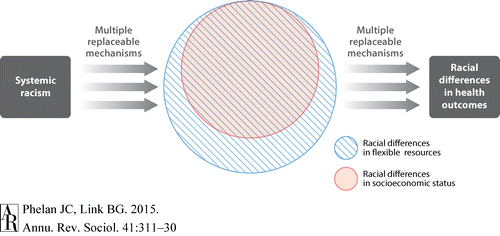 Multiple
replaceable
mechanisms
Multiple
replaceable
mechanisms
Systemic
racism
Racial
differences
in health
outcomes
Racial differences
in flexible resources
Racial differences
in socioeconomic status
AR Phelan JC, Link BG. 2015.
Annu. Rev. Sociol. 41:311–30